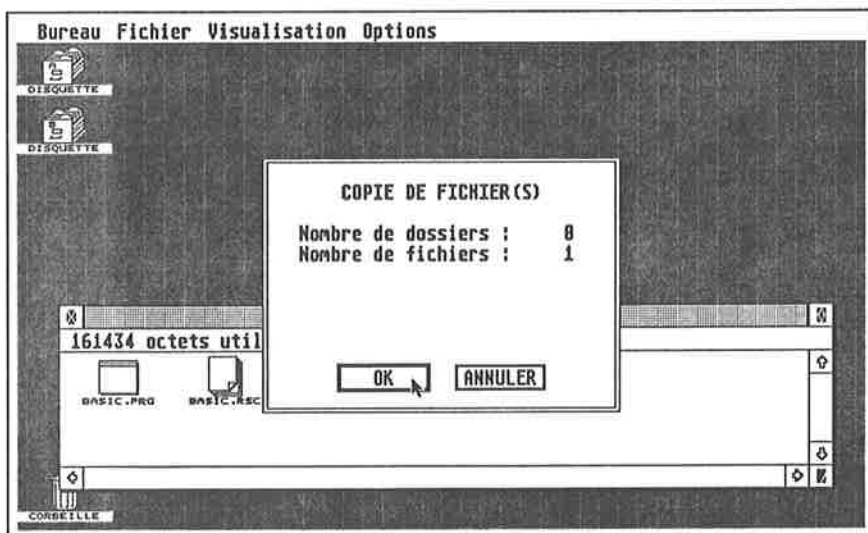 Bureau Fichier Visualisation Options
A
DISQUETTE
B
DISQUETTE
COPIE DE FICHIER(S)
Nombre de dossiers : 0
Nombre de fichiers : 1
161434 octets util
OK ANNULER
BASIC.PRG BASIC.RSC
CORBEILLE